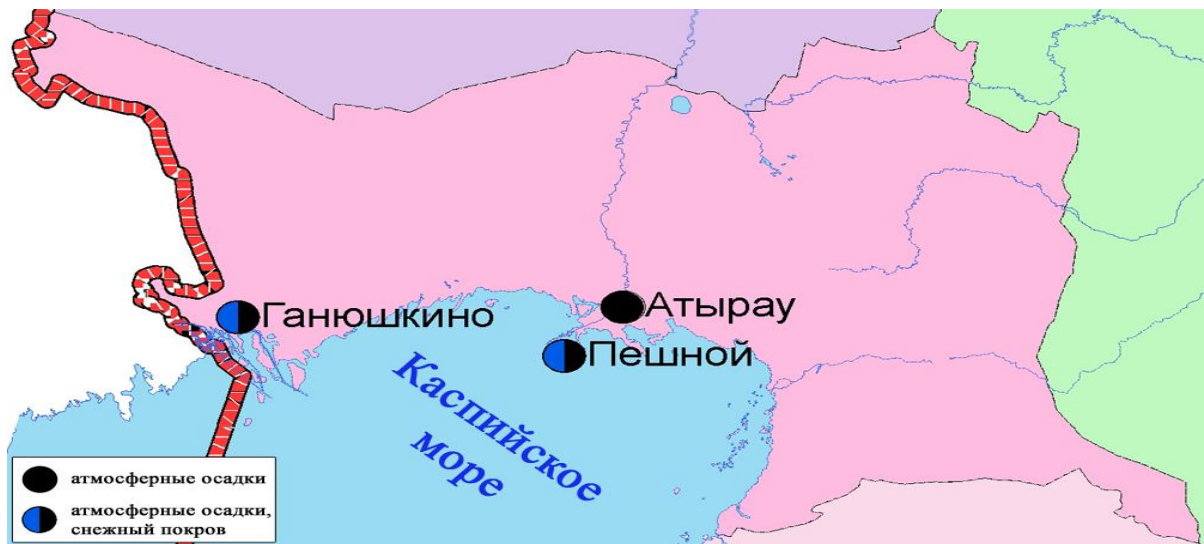 Ганюшкино
Атырау
Пешной
Каспийское
море
атмосферные осадки
атмосферные осадки,
снежный покров